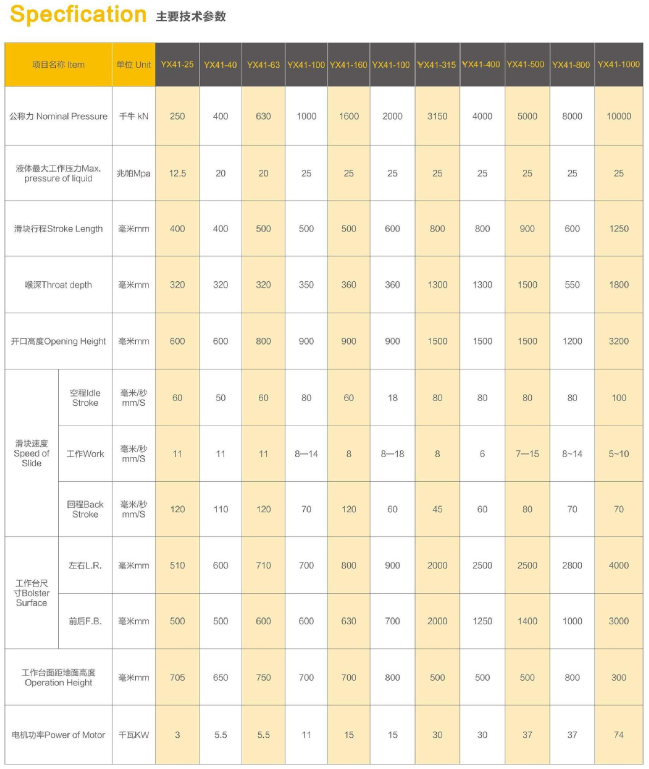 Specfication 主要技术参数
项目名称 Item 单位 Unit YX41-25 YX41-40 YX41-63 YX41-100 YX41-160 YX41-100 YX41-315 YX41-400 YX41-500 YX41-800 YX41-1000
公称力 Nominal Pressure 千牛 kN 250 400 630 1000 1600 2000 3150 4000 5000 8000 10000
液体最大工作压力Max.
pressure of liquid 兆帕Mpa 12.5 20 20 25 25 25 25 25 25 25 25
滑块行程Stroke Length 毫米mm 400 400 500 500 500 600 800 800 900 600 1250
喉深Throat depth 毫米mm 320 320 320 350 360 360 1300 1300 1500 550 1800
开口高度Opening Height 毫米mm 600 600 800 900 900 900 1500 1500 1500 1200 3200
滑块速度
Speed of
Slide
空程Idle
Stroke
毫米/秒
mm/S
60 50 60 80 60 18 80 80 80 80 100
工作Work
毫米/秒
mm/S
11 11 11 8—14 8 8—18 8 6 7—15 8~14 5~10
回程Back
Stroke
毫米/秒
mm/S
120 110 120 70 120 60 45 60 80 70 70
工作台尺
寸Bolster
Surface
左右L.R. 毫米mm 510 600 710 700 800 900 2000 2500 2500 2800 4000
前后F.B. 毫米mm 500 500 600 600 630 700 2000 1250 1400 1000 3000
工作台面距地面高度
Operation Height 毫米mm 705 650 750 700 700 800 500 500 500 800 300
电机功率Power of Motor 千瓦KW 3 5.5 5.5 11 15 15 30 30 37 37 74